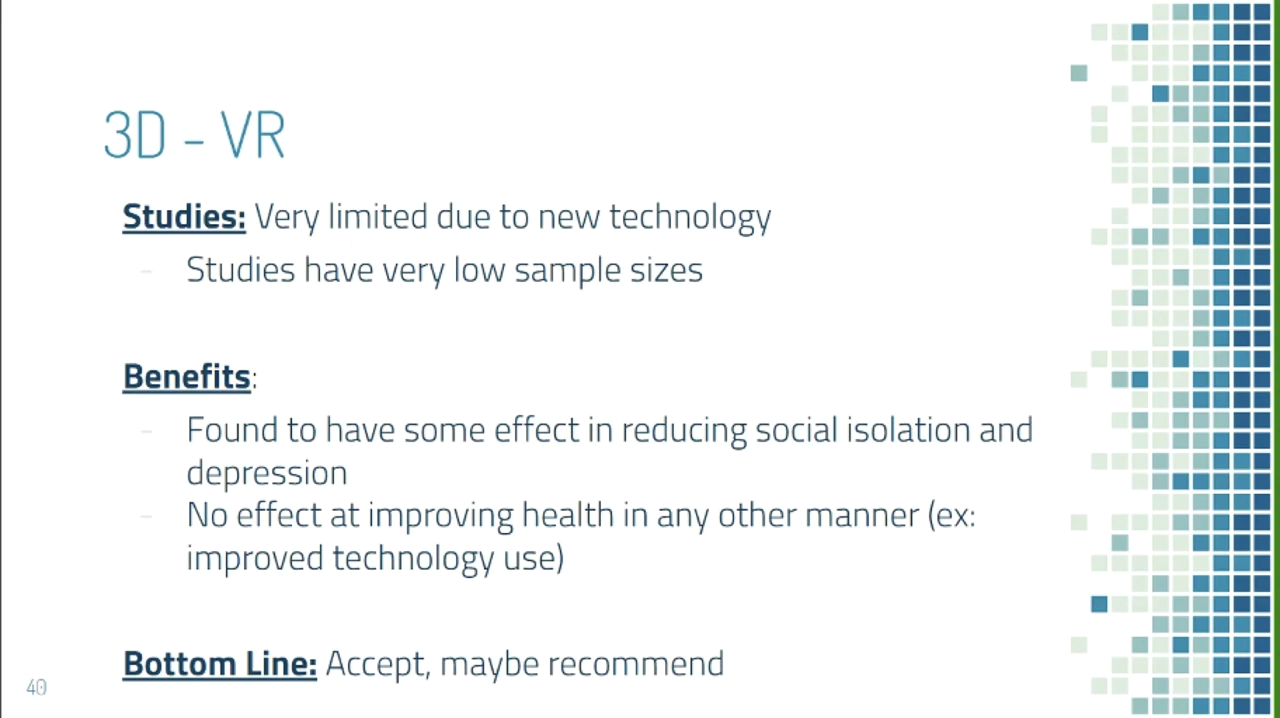 3D - VR
Studies: Very limited due to new technology
- Studies have very low sample sizes
Benefits:
- Found to have some effect in reducing social isolation and
depression
- No effect at improving health in any other manner (ex:
improved technology use)
Bottom Line: Accept, maybe recommend
40